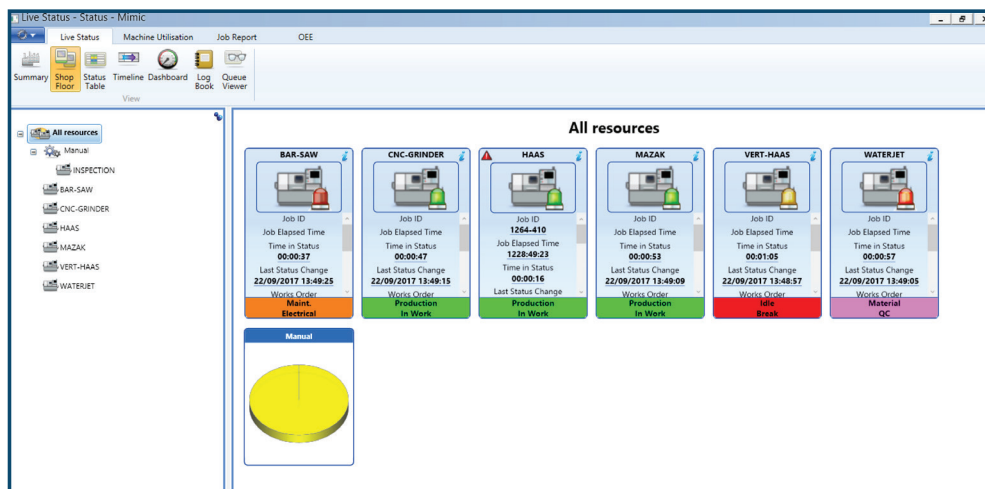 Live Status - Status - Mimic
Live Status Machine Utilisation Job Report OEE
Summary Shop Floor Status Table Timeline Dashboard Log Book Queue Viewer
View
All resources
Manual
INSPECTION
BAR-SAW
CNC-GRINDER
HAAS
MAZAK
VERT-HAAS
WATERJET
All resources
BAR-SAW
Job ID
Job Elapsed Time
Time in Status
00:00:37
Last Status Change
22/09/2017 13:49:25
Works Order
Maint.
Electrical
CNC-GRINDER
Job ID
Job Elapsed Time
Time in Status
00:00:47
Last Status Change
22/09/2017 13:49:15
Works Order
Production
In Work
HAAS
Job ID
1264-410
Job Elapsed Time
1228:49:23
Time in Status
00:00:16
Last Status Change
Production
In Work
MAZAK
Job ID
Job Elapsed Time
Time in Status
00:00:53
Last Status Change
22/09/2017 13:49:09
Works Order
Production
In Work
VERT-HAAS
Job ID
Job Elapsed Time
Time in Status
00:01:05
Last Status Change
22/09/2017 13:48:57
Works Order
Idle
Break
WATERJET
Job ID
Job Elapsed Time
Time in Status
00:00:57
Last Status Change
22/09/2017 13:49:05
Works Order
Material
QC
Manual